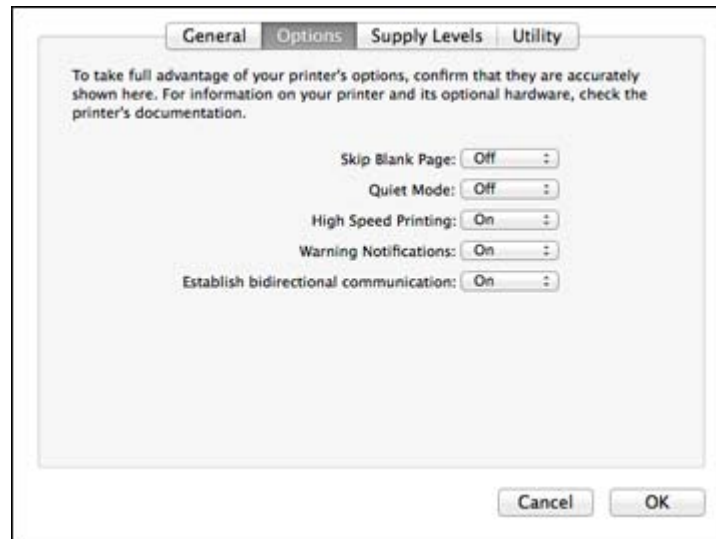 General Options Supply Levels Utility
To take full advantage of your printer's options, confirm that they are accurately
shown here. For information on your printer and its optional hardware, check the
printer's documentation.
Skip Blank Page: Off
Quiet Mode: Off
High Speed Printing: On
Warning Notifications: On
Establish bidirectional communication: On
Cancel OK